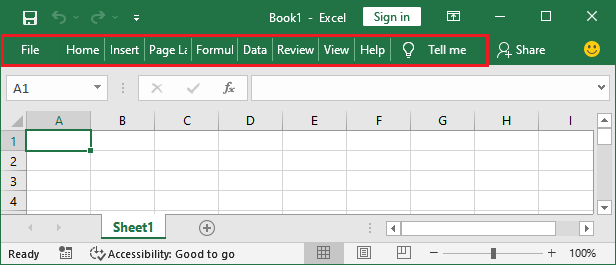 Book1 - Excel Sign in
File Home Insert Page La Formul Data Review View Help Tell me Share
A1 fx
A B C D E F G H I
1
2
3
4
Sheet1
Ready Accessibility: Good to go 100%